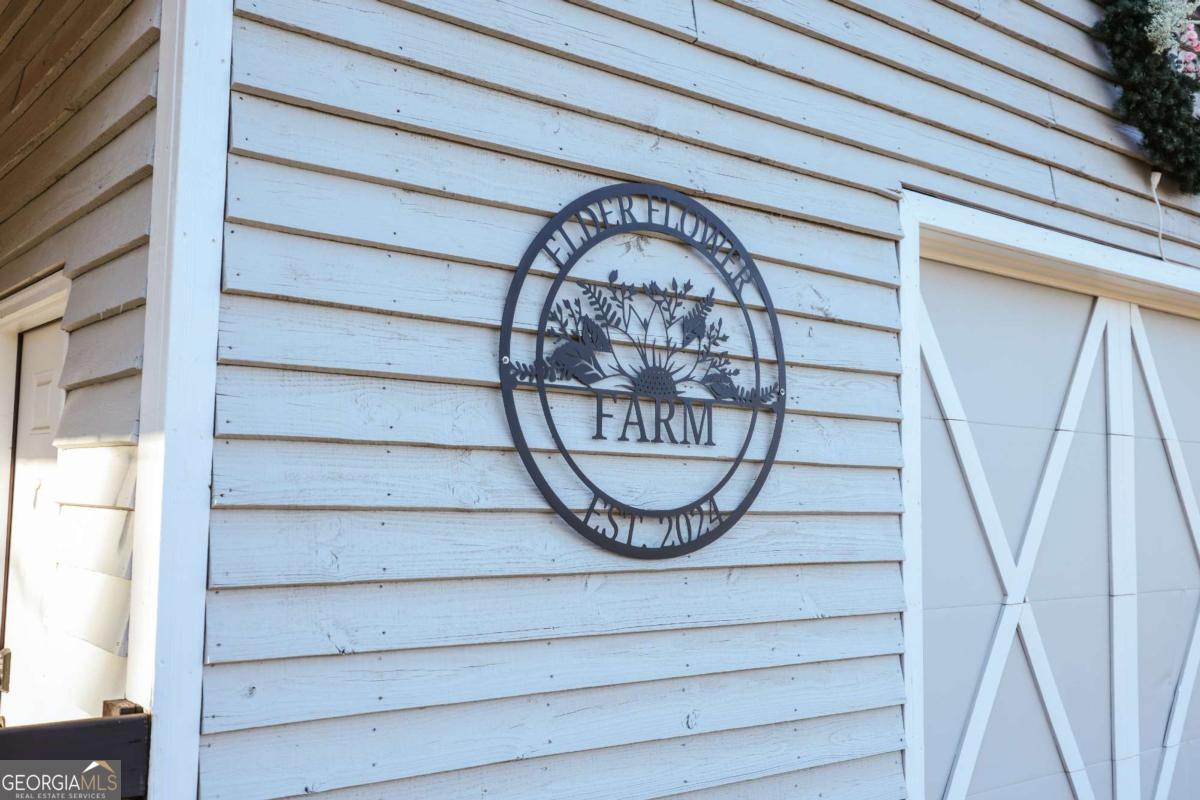 ELDER FLOWER
FARM
EST. 2024
GEORGIAMLS
REAL ESTATE SERVICES